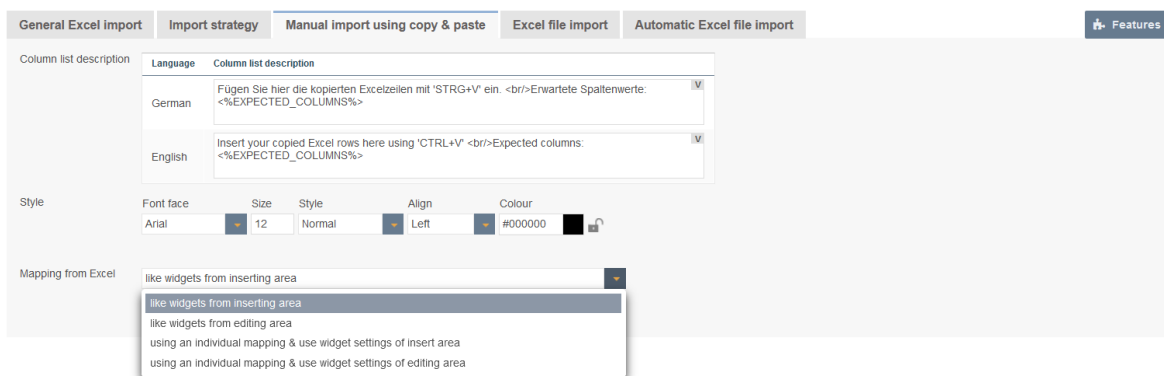 General Excel import Import strategy Manual import using copy & paste Excel file import Automatic Excel file import Features
Column list description
Language Column list description
German
Fügen Sie hier die kopierten Excelzeilen mit 'STRG+V' ein. <br/>Erwartete Spaltenwerte: V
<%EXPECTED_COLUMNS%>
English
Insert your copied Excel rows here using 'CTRL+V' <br/>Expected columns: V
<%EXPECTED_COLUMNS%>
Style
Font face Size Style Align Colour
Arial 12 Normal Left #000000
Mapping from Excel
like widgets from inserting area
like widgets from inserting area
like widgets from editing area
using an individual mapping & use widget settings of insert area
using an individual mapping & use widget settings of editing area